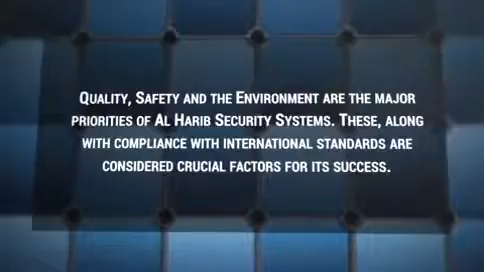 Quality, Safety and the Environment are the major
priorities of Al Harib Security Systems. These, along
with compliance with international standards are
considered crucial factors for its success.